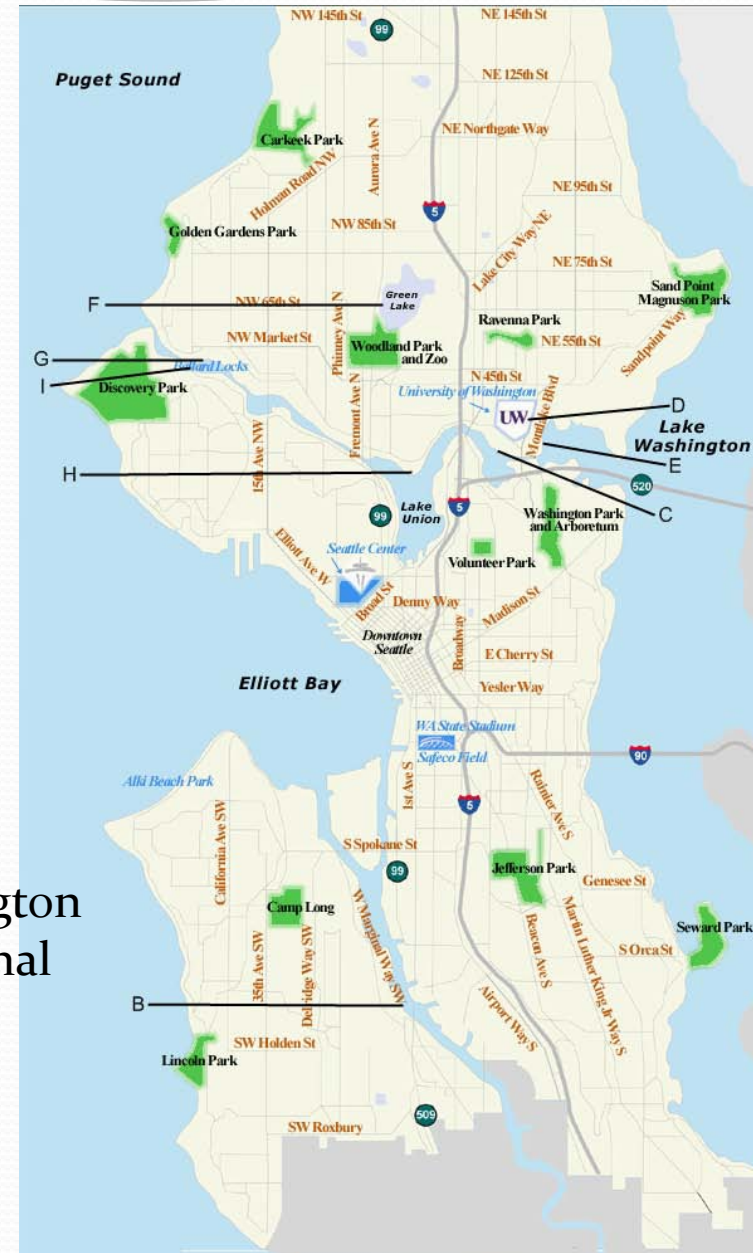 NW 145th St
99
NE 145th St
Puget Sound
NE 125th St
Carkeek Park
NE Northgate Way
Aurora Ave N
Holman Road NW
NE 95th St
5
Golden Gardens Park
NW 85th St
Lake City Way NE
NE 75th St
Sand Point
Magnuson Park
F
NW 65th St
Green
Lake
Ravenna Park
NW Market St
Phinney Ave N
Woodland Park
and Zoo
NE 55th St
Sandpoint Way
G
I
Ballard Locks
Discovery Park
N 45th St
University of Washington
UW
D
Montlake Blvd
Lake
Washington
E
Fremont Ave N
15th Ave NW
H
C
520
99
5
Lake
Union
Washington Park
and Arboretum
Elliott Ave W
Seattle Center
Volunteer Park
Broad St
Denny Way
Madison St
Downtown
Seattle
Broadway
E Cherry St
Elliott Bay
Yesler Way
WA State Stadium
Safeco Field
90
Alki Beach Park
1st Ave S
5
Rainier Ave S
California Ave SW
S Spokane St
99
Jefferson Park
Genesee St
Camp Long
W Marginal Way SW
Seward Park
gton
nal
35th Ave SW
Delridge Way SW
Beacon Ave S
Martin Luther King Jr Way S
S Orca St
B
Airport Way S
SW Holden St
Lincoln Park
509
SW Roxbury